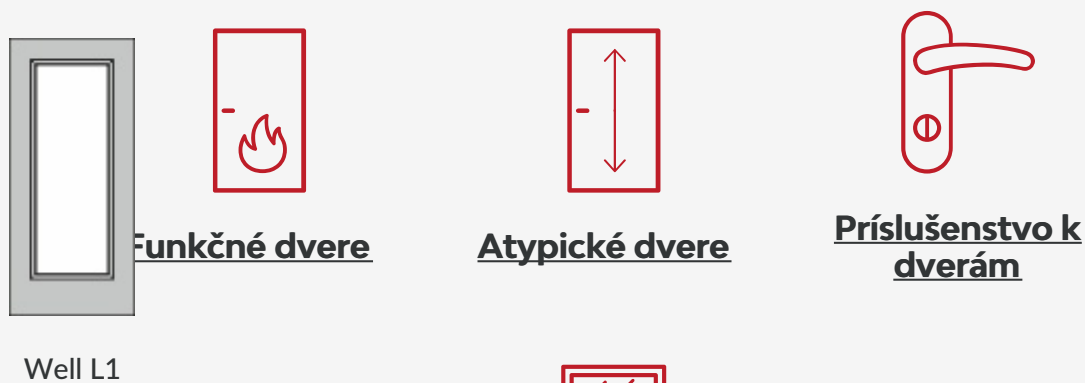 Funkčné dvere
Atypické dvere
Príslušenstvo k
dverám
Well L1